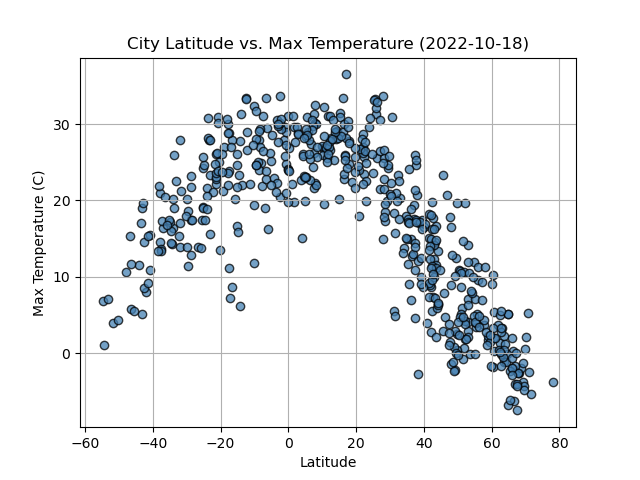 City Latitude vs. Max Temperature (2022-10-18)
30
20
10
0
Max Temperature (C)
−60 −40 −20 0 20 40 60 80
Latitude